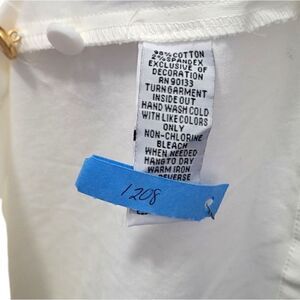 98% COTTON
2% SPANDEX
EXCLUSIVE OF
DECORATION
RN 90133
TURN GARMENT
INSIDE OUT
HAND WASH COLD
WITH LIKE COLORS
ONLY
NON-CHLORINE
BLEACH
WHEN NEEDED
HANG TO DRY
WARM IRON
REVERSE
1208